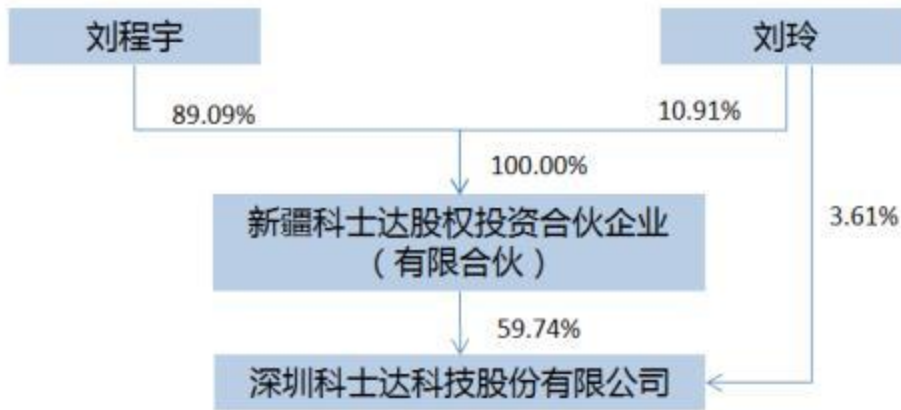 刘程宇
刘玲
89.09%
10.91%
100.00%
新疆科士达股权投资合伙企业
（有限合伙）
3.61%
59.74%
深圳科士达科技股份有限公司